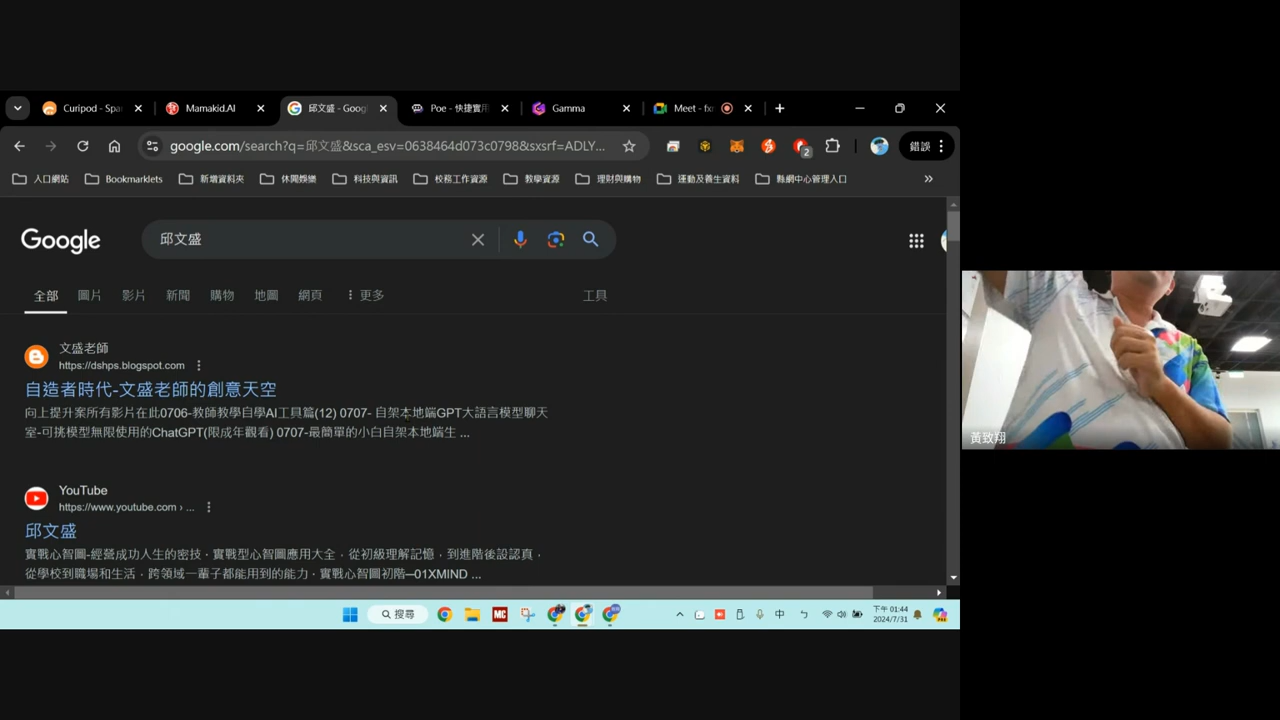 Curipod - Spa
Mamakid.AI
邱文盛 - Goog
Poe - 快捷實用
Gamma
Meet - fix
google.com/search?q=邱文盛&sca_esv=0638464d073c0798&sxsrf=ADLY...
2
錯誤
人口網站
Bookmarklets
新增資料夾
休閒娛樂
科技與資訊
校務工作資源
教學資源
理財與購物
運動及養生資料
縣網中心管理入口
Google
邱文盛
全部
圖片
影片
新聞
購物
地圖
網頁
更多
工具
文盛老師
https://dshps.blogspot.com
自造者時代-文盛老師的創意天空
向上提升案所有影片在此0706-教師教學自學AI工具篇(12) 0707- 自架本地端GPT大語言模型聊天
室-可挑模型無限使用的ChatGPT(限成年觀看) 0707-最簡單的小白自架本地端生 ...
YouTube
https://www.youtube.com › ...
邱文盛
實戰心智圖-經營成功人生的密技．實戰型心智圖應用大全，從初級理解記憶，到進階後設認真，
從學校到職場和生活，跨領域一輩子都能用到的能力．實戰心智圖初階─01XMIND ...
黃致翔
搜尋
MC
中
下午 01:44
2024/7/31